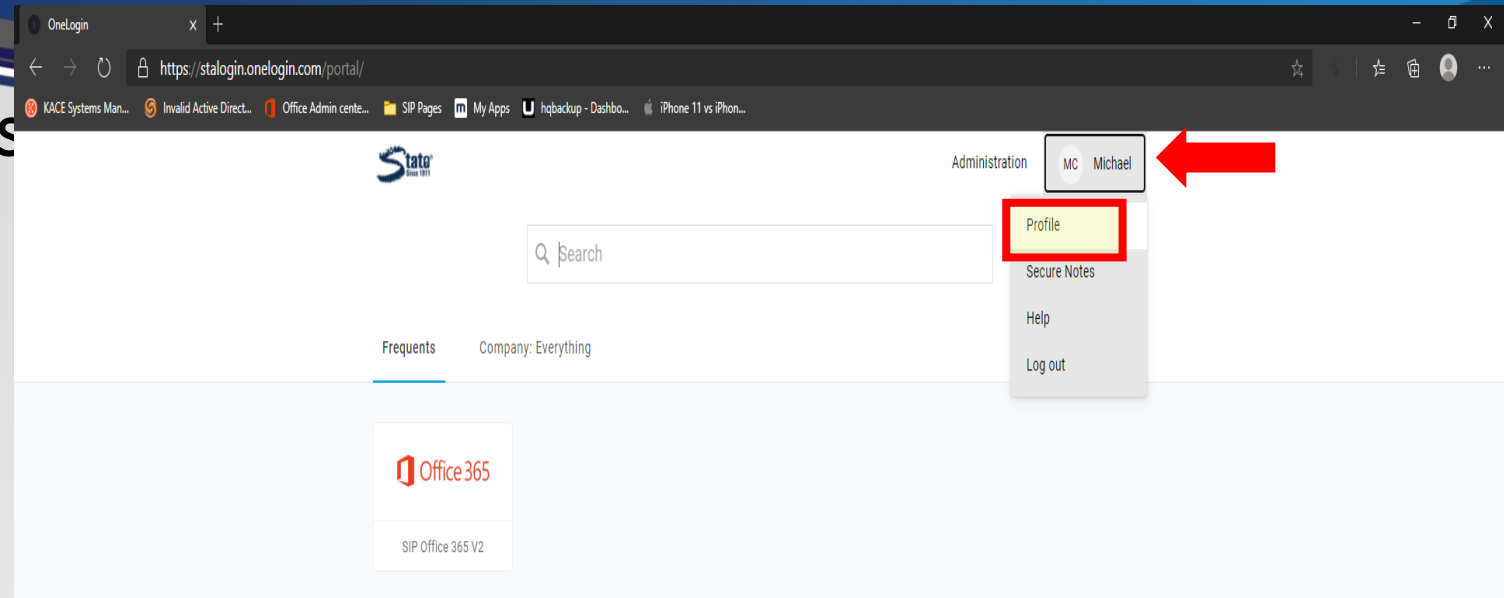 OneLogin
https://stalogin.onelogin.com/portal/
KACE Systems Man... Invalid Active Direct... Office Admin cente... SIP Pages My Apps hqbackup - Dashbo... iPhone 11 vs iPhon...
S
State
Since 1911
Administration MC Michael
Search
Profile
Secure Notes
Help
Log out
Frequents Company: Everything
Office 365
SIP Office 365 V2